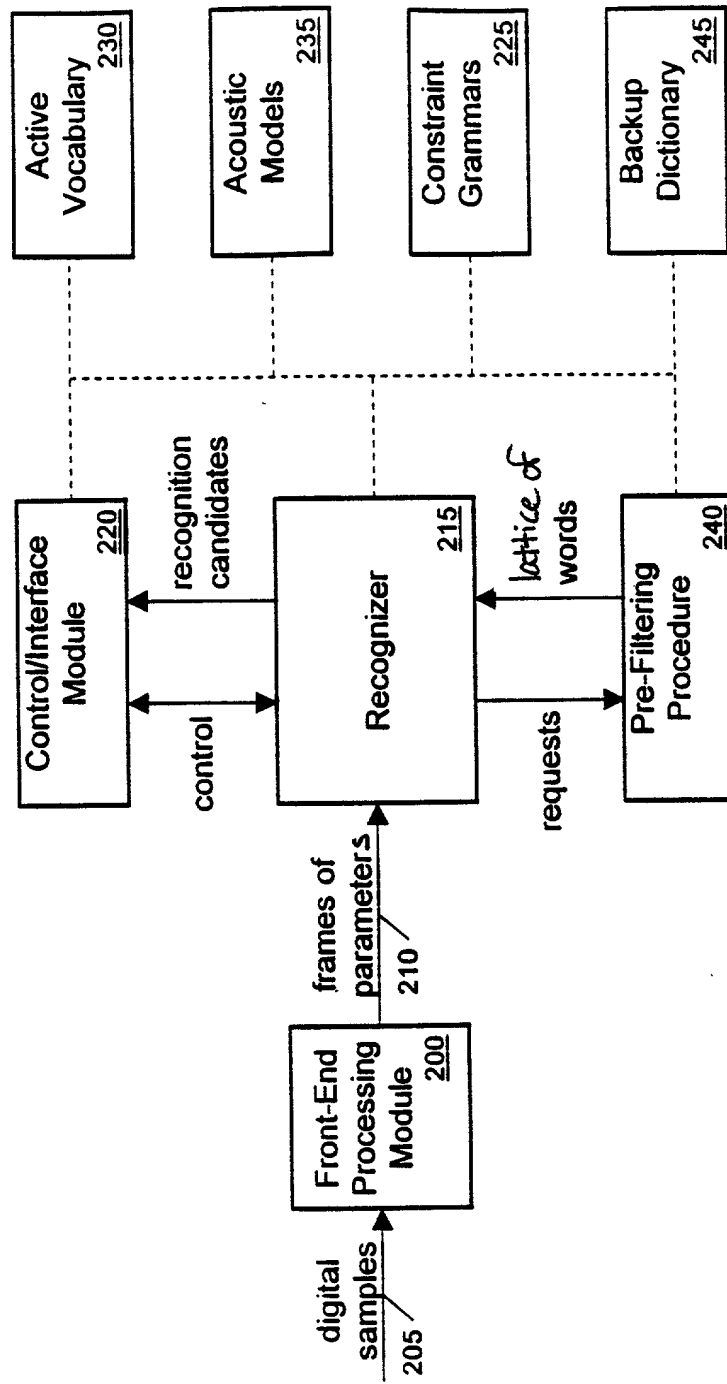 digital
samples
205
Front-End
Processing
Module
200
frames of
parameters
210
Control/Interface
Module
220
control
recognition
candidates
Recognizer
215
requests
lattice of
words
Pre-Filtering
Procedure
240
Active
Vocabulary
230
Acoustic
Models
235
Constraint
Grammars
225
Backup
Dictionary
245